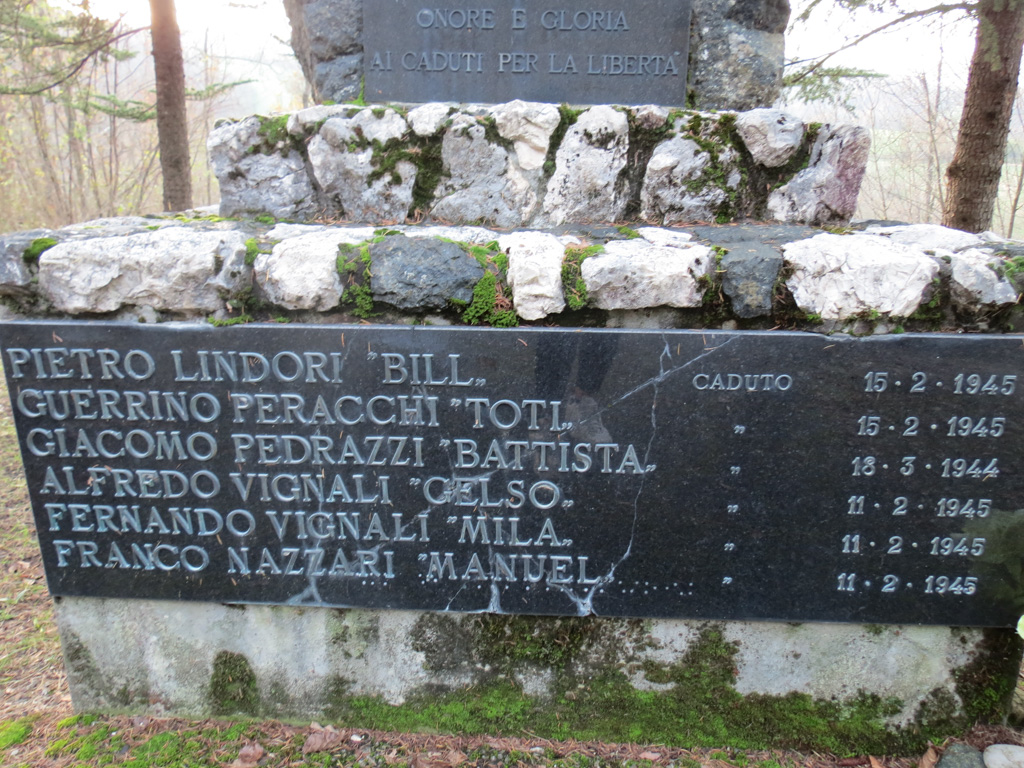 ONORE E GLORIA
AI CADUTI PER LA LIBERTA'
PIETRO LINDORI "BILL„ CADUTO 15·2·1945
GUERRINO PERACCHI "TOTI„ „ 15·2·1945
GIACOMO PEDRAZZI "BATTISTA„ „ 18·3·1944
ALFREDO VIGNALI "CELSO„ „ 11·2·1945
FERNANDO VIGNALI "MILA„ „ 11·2·1945
FRANCO NAZZARI "MANUEL„ „ 11·2·1945